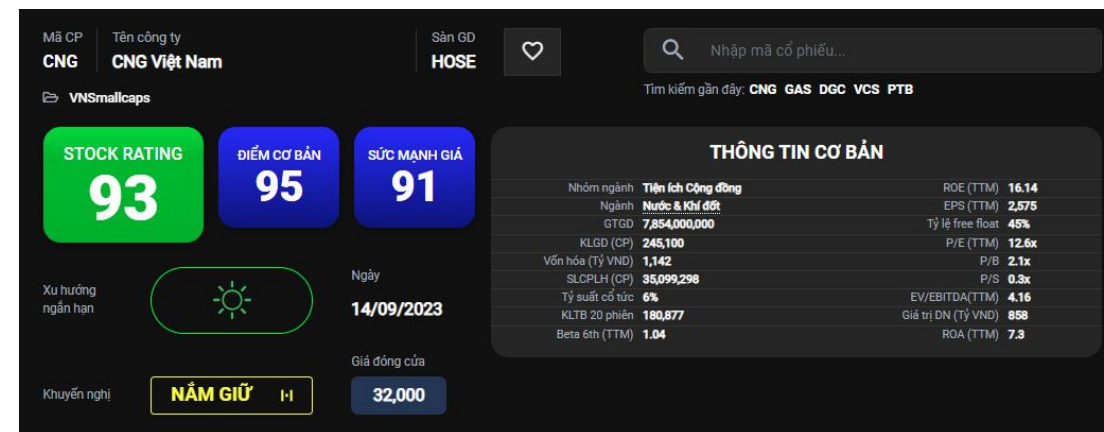 Mã CP Tên công ty Sàn GD
CNG CNG Việt Nam HOSE
Nhập mã cổ phiếu...
VNSmallcaps
Tìm kiếm gần đây: CNG GAS DGC VCS PTB
STOCK RATING
93
ĐIỂM CƠ BẢN
95
SỨC MẠNH GIÁ
91
Xu hướng
ngắn hạn
Ngày
14/09/2023
Giá đóng cửa
32,000
Khuyến nghị NẮM GIỮ
THÔNG TIN CƠ BẢN
Nhóm ngành Tiện ích Cộng đồng ROE (TTM) 16.14
Ngành Nước & Khí đốt EPS (TTM) 2,575
GTGD 7,854,000,000 Tỷ lệ free float 45%
KLGD (CP) 245,100 P/E (TTM) 12.6x
Vốn hóa (Tỷ VND) 1,142 P/B 2.1x
SLCPLH (CP) 35,099,298 P/S 0.3x
Tỷ suất cổ tức 6% EV/EBITDA(TTM) 4.16
KLTB 20 phiên 180,877 Giá trị DN (Tỷ VND) 858
Beta 6th (TTM) 1.04 ROA (TTM) 7.3